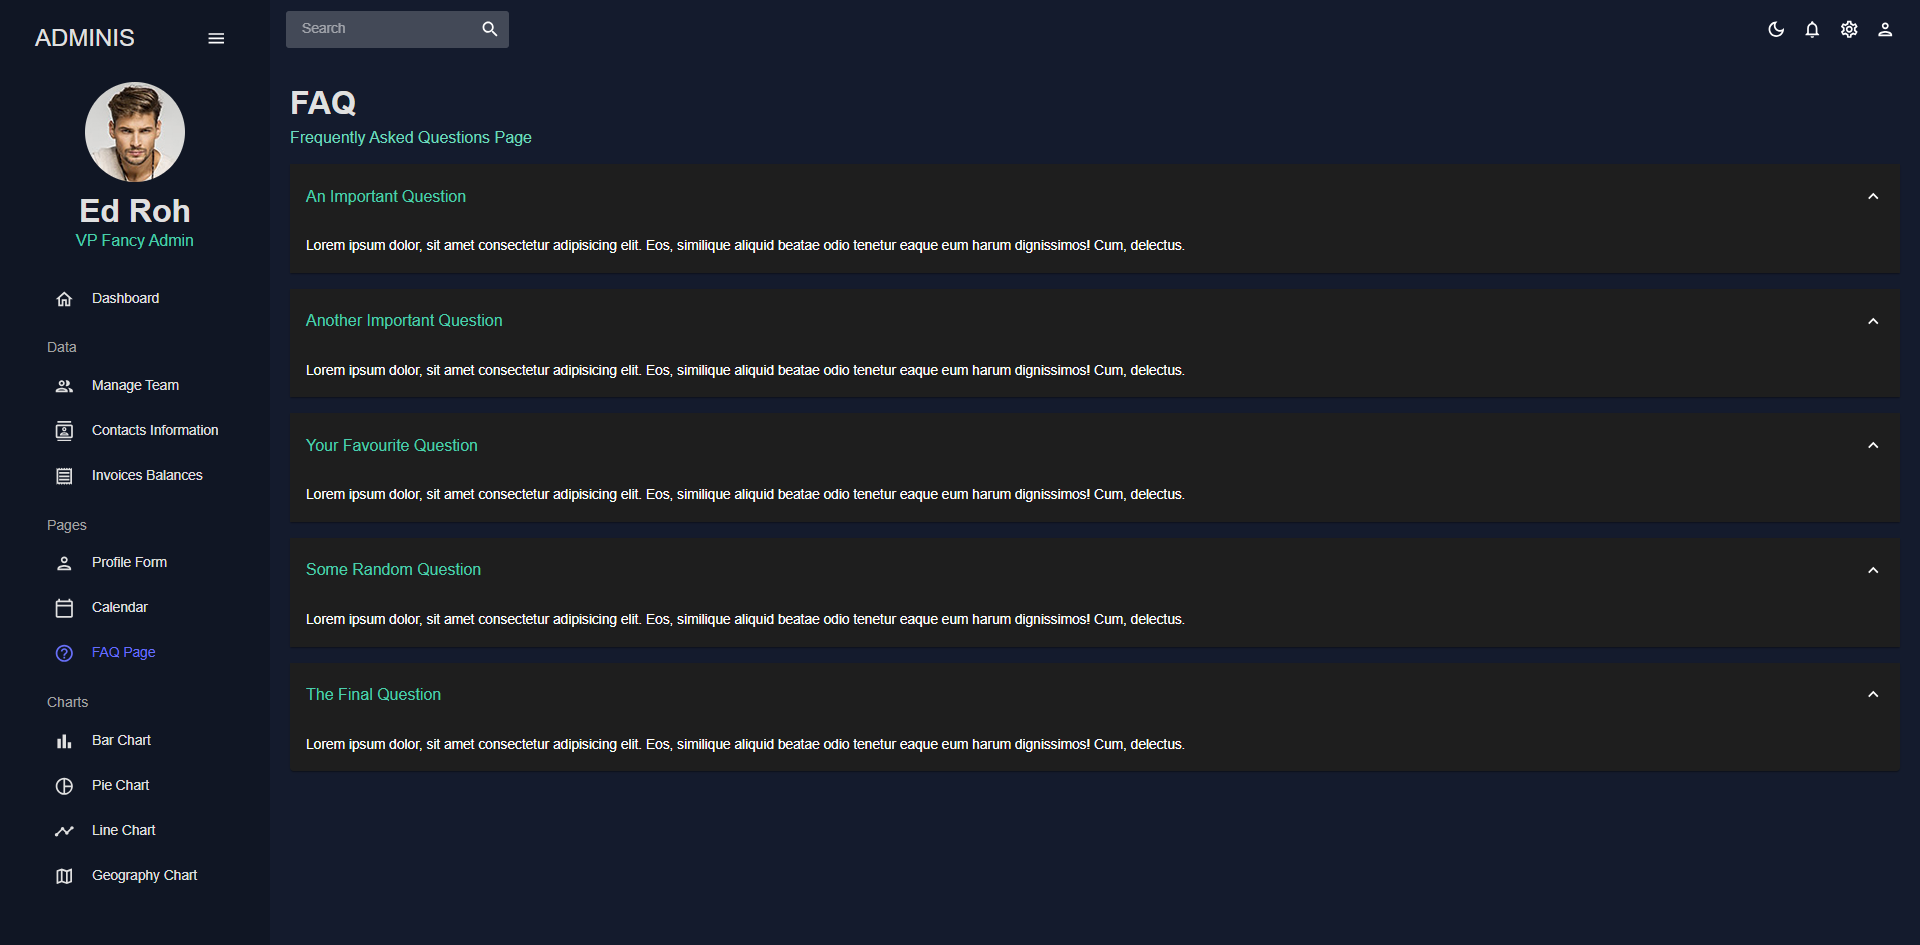 ADMINIS
Ed Roh
VP Fancy Admin
Dashboard
Data
Manage Team
Contacts Information
Invoices Balances
Pages
Profile Form
Calendar
FAQ Page
Charts
Bar Chart
Pie Chart
Line Chart
Geography Chart
Search
FAQ
Frequently Asked Questions Page
An Important Question
Lorem ipsum dolor, sit amet consectetur adipisicing elit. Eos, similique aliquid beatae odio tenetur eaque eum harum dignissimos! Cum, delectus.
Another Important Question
Lorem ipsum dolor, sit amet consectetur adipisicing elit. Eos, similique aliquid beatae odio tenetur eaque eum harum dignissimos! Cum, delectus.
Your Favourite Question
Lorem ipsum dolor, sit amet consectetur adipisicing elit. Eos, similique aliquid beatae odio tenetur eaque eum harum dignissimos! Cum, delectus.
Some Random Question
Lorem ipsum dolor, sit amet consectetur adipisicing elit. Eos, similique aliquid beatae odio tenetur eaque eum harum dignissimos! Cum, delectus.
The Final Question
Lorem ipsum dolor, sit amet consectetur adipisicing elit. Eos, similique aliquid beatae odio tenetur eaque eum harum dignissimos! Cum, delectus.